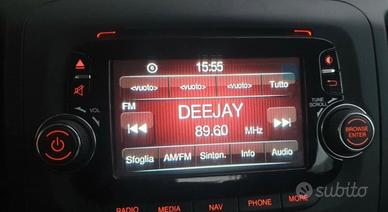 15:55
<vuoto> <vuoto> <vuoto> Tutto
FM
DEEJAY
89.60 MHz
VOL
TUNE
SCROLL
BROWSE
ENTER
Sfoglia AM/FM Sinton. Info Audio
RADIO MEDIA NAV PHONE MORE
subito